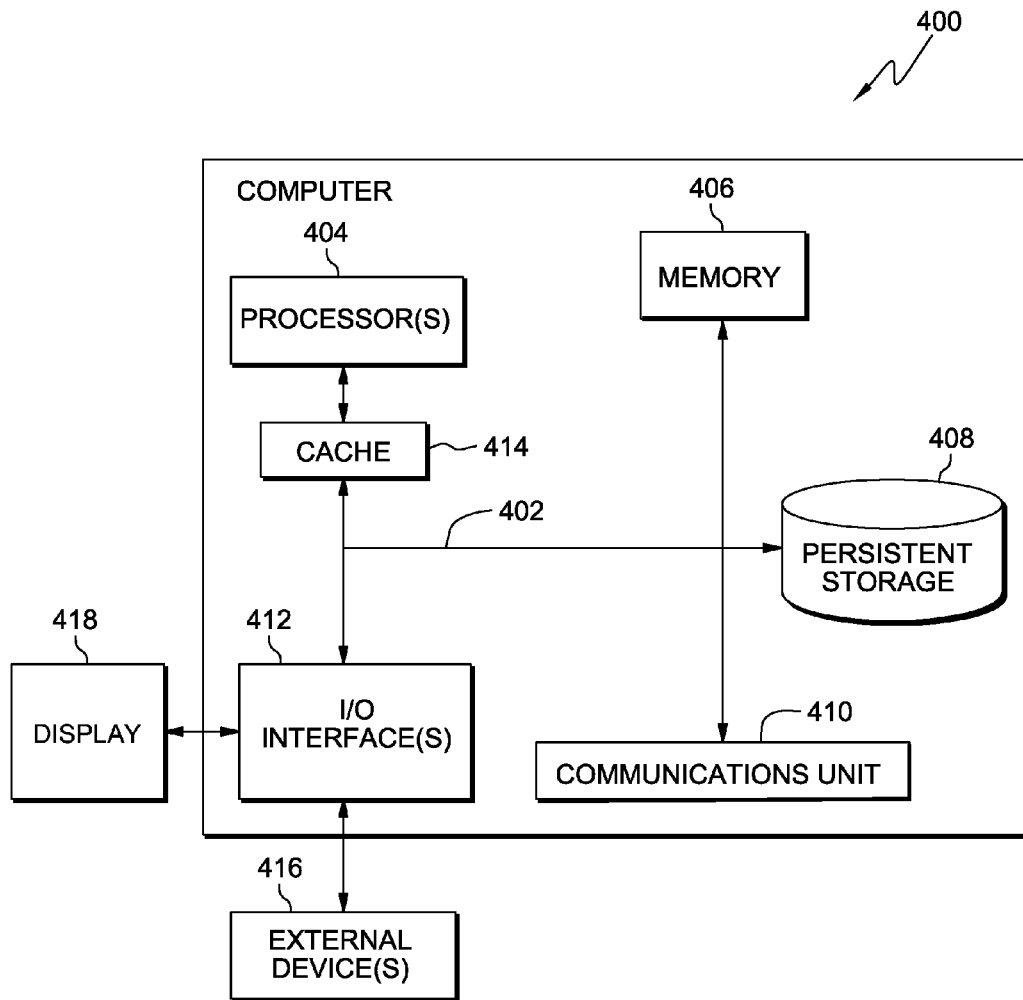 400
COMPUTER
404
PROCESSOR(S)
406
MEMORY
CACHE
414
402
408
PERSISTENT
STORAGE
418
DISPLAY
412
I/O
INTERFACE(S)
410
COMMUNICATIONS UNIT
416
EXTERNAL
DEVICE(S)